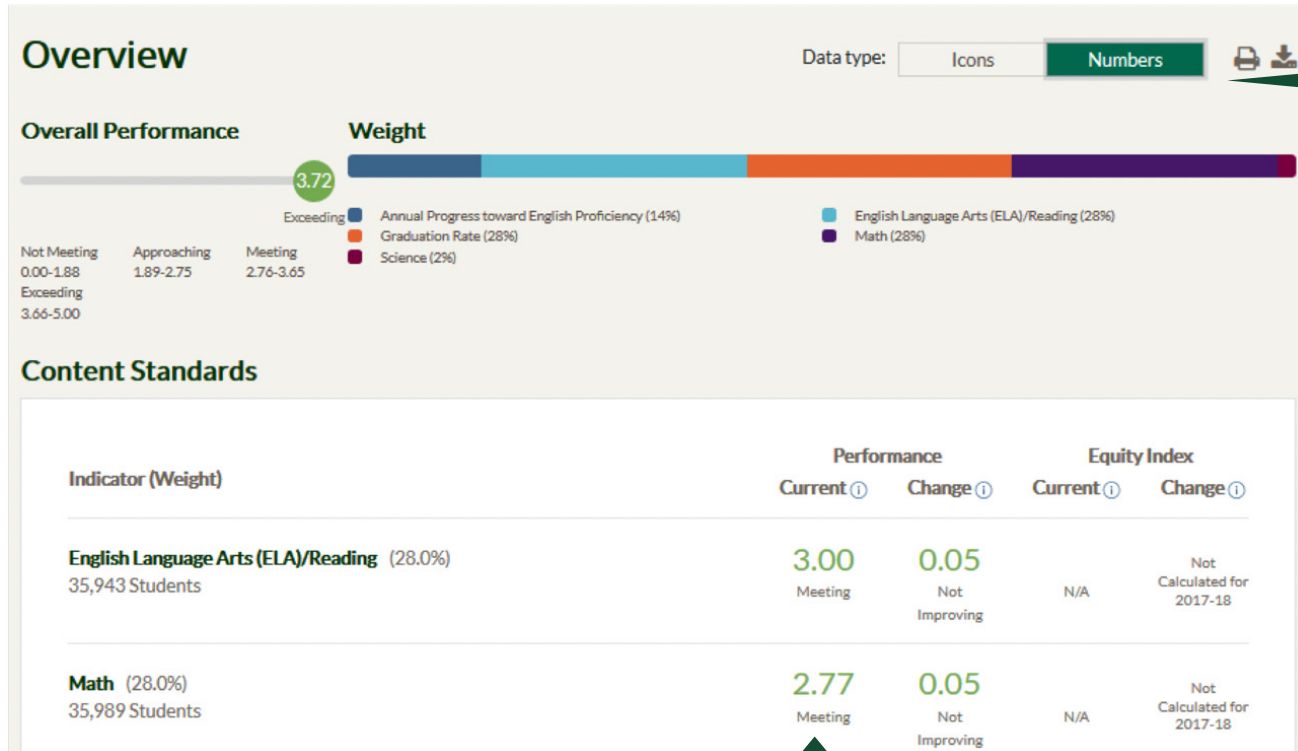 Overview
Data type:
Icons
Numbers
Overall Performance
3.72
Exceeding
Not Meeting
0.00-1.88
Approaching
1.89-2.75
Meeting
2.76-3.65
Exceeding
3.66-5.00
Weight
Annual Progress toward English Proficiency (14%)
English Language Arts (ELA)/Reading (28%)
Graduation Rate (28%)
Math (28%)
Science (2%)
Content Standards
Indicator (Weight)
Performance
Equity Index
Current
Change
Current
Change
English Language Arts (ELA)/Reading (28.0%)
35,943 Students
3.00
Meeting
0.05
Not
Improving
N/A
Not
Calculated for
2017-18
Math (28.0%)
35,989 Students
2.77
Meeting
0.05
Not
Improving
N/A
Not
Calculated for
2017-18